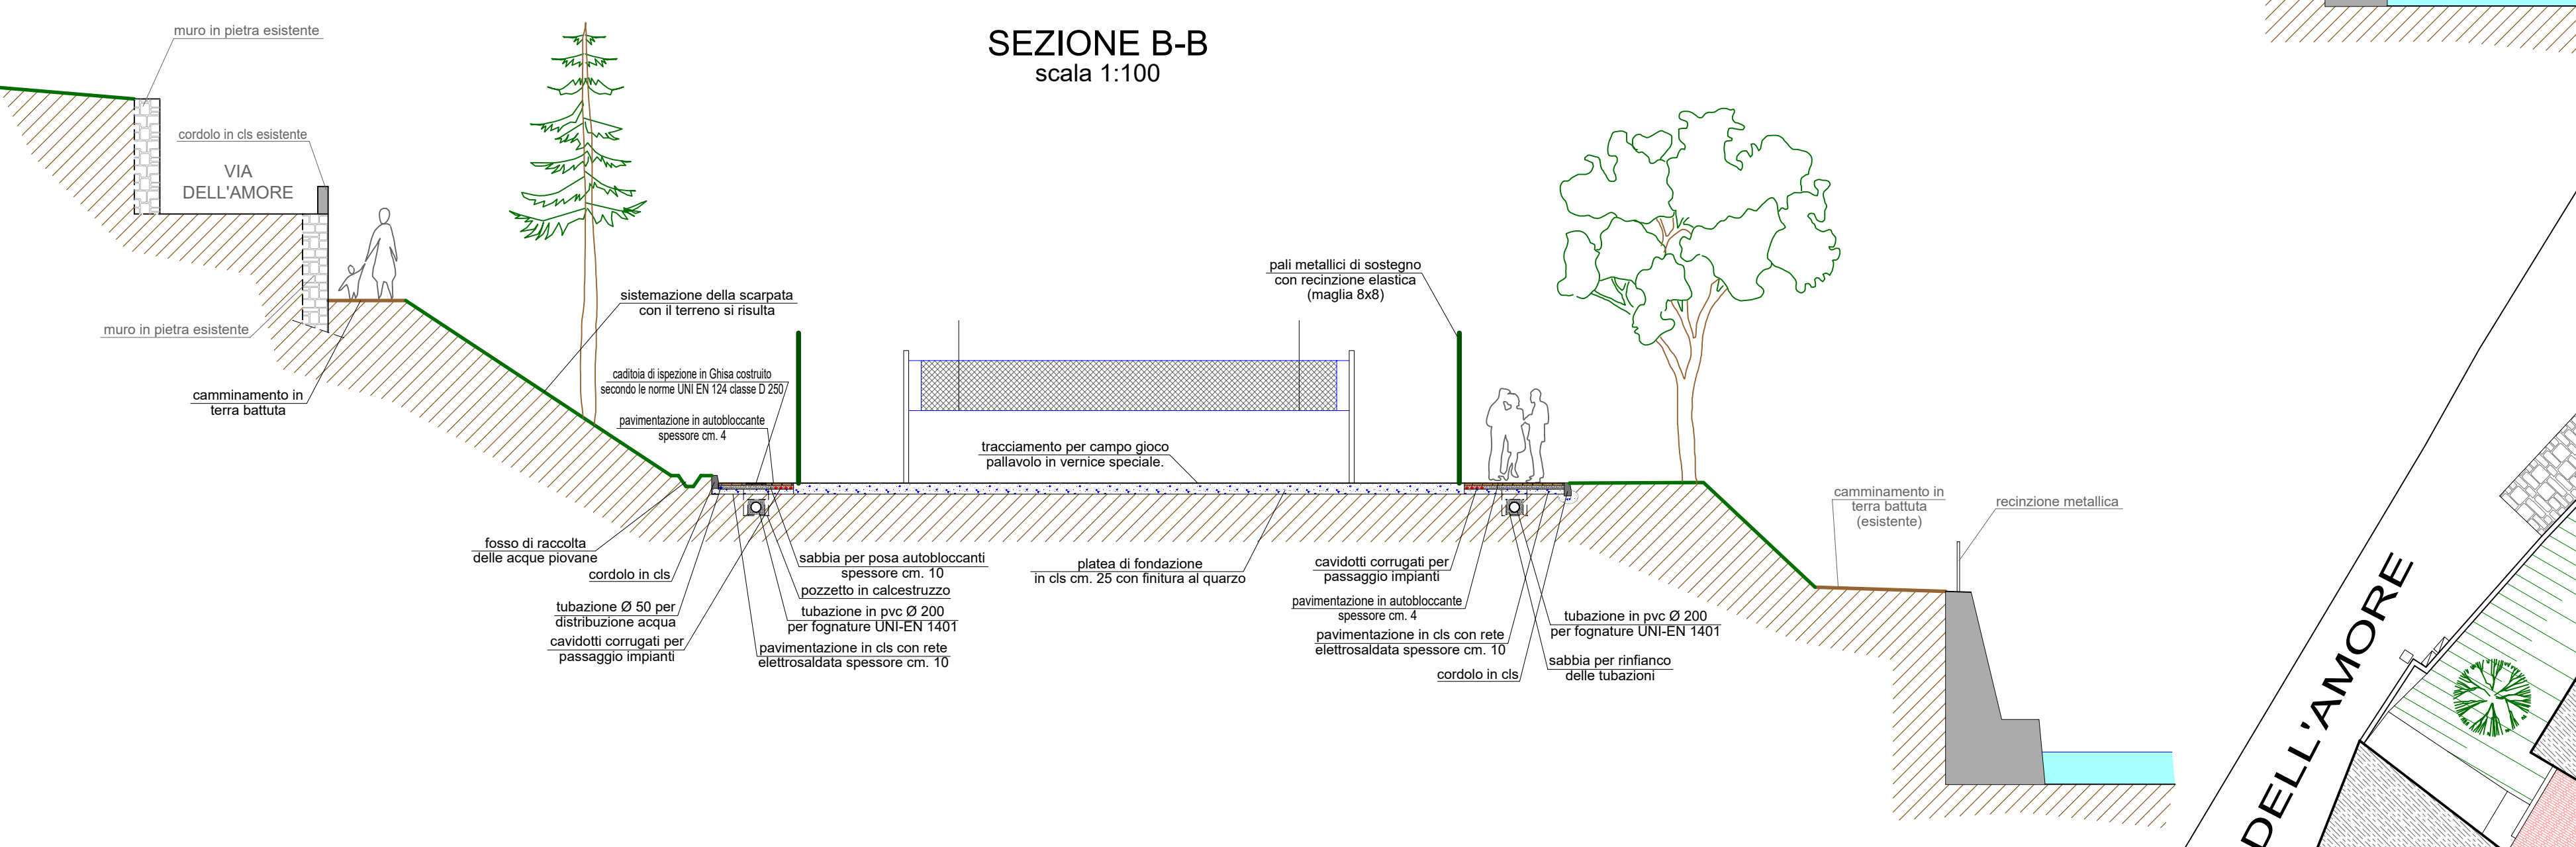 SEZIONE B-B
scala 1:100
muro in pietra esistente
cordolo in cls esistente
VIA
DELL'AMORE
muro in pietra esistente
camminamento in
terra battuta
sistemazione della scarpata
con il terreno si risulta
caditoia di ispezione in Ghisa costruito
secondo le norme UNI EN 124 classe D 250
pavimentazione in autobloccante
spessore cm. 4
fosso di raccolta
delle acque piovane
cordolo in cls
tubazione Ø 50 per
distribuzione acqua
cavidotti corrugati per
passaggio impianti
sabbia per posa autobloccanti
spessore cm. 10
pozzetto in calcestruzzo
tubazione in pvc Ø 200
per fognature UNI-EN 1401
pavimentazione in cls con rete
elettrosaldata spessore cm. 10
tracciamento per campo gioco
pallavolo in vernice speciale.
platea di fondazione
in cls cm. 25 con finitura al quarzo
pali metallici di sostegno
con recinzione elastica
(maglia 8x8)
cavidotti corrugati per
passaggio impianti
pavimentazione in autobloccante
spessore cm. 4
pavimentazione in cls con rete
elettrosaldata spessore cm. 10
cordolo in cls
tubazione in pvc Ø 200
per fognature UNI-EN 1401
sabbia per rinfianco
delle tubazioni
camminamento in
terra battuta
(esistente)
recinzione metallica
DELL'AMORE